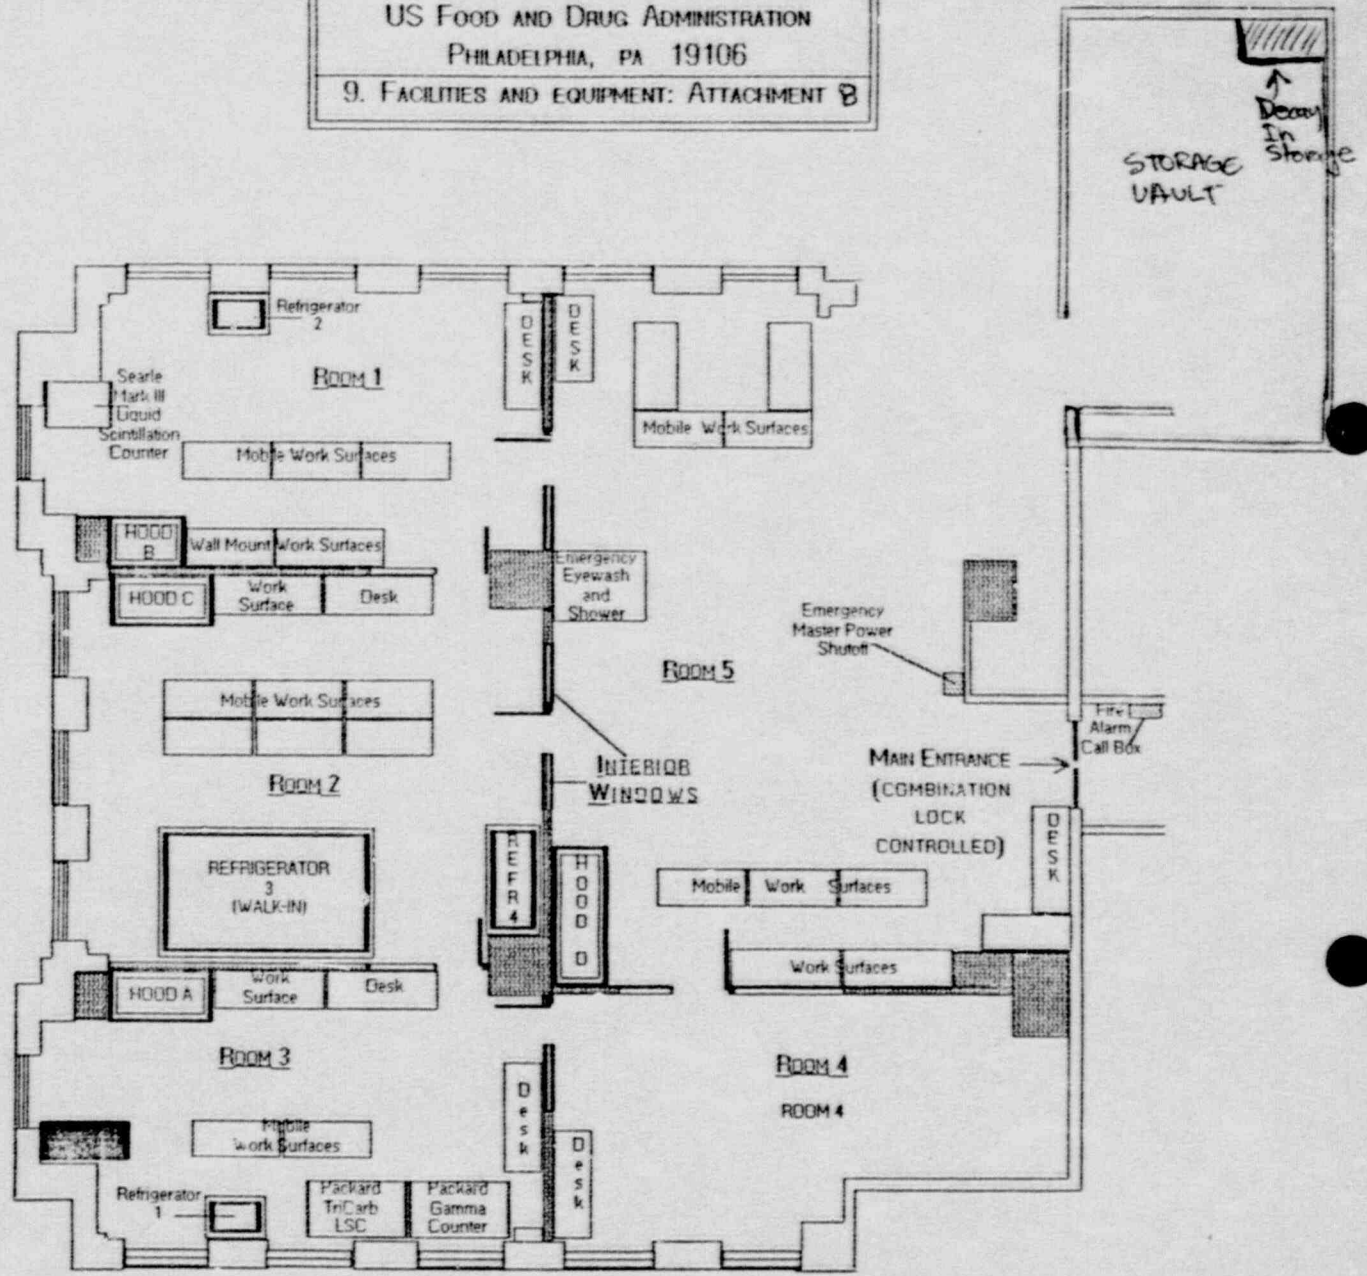 US FOOD AND DRUG ADMINISTRATION
PHILADELPHIA, PA 19106
9. FACILITIES AND EQUIPMENT: ATTACHMENT B
Decay
In
Storage
STORAGE
VAULT
Refrigerator
2
DESK
DESK
ROOM 1
Searle
Mark III
Liquid
Scintillation
Counter
Mobile Work Surfaces
Mobile Work Surfaces
HOOD
B
Wall Mount Work Surfaces
HOOD C
Work
Surface
Desk
Emergency
Eyewash
and
Shower
Emergency
Master Power
Shutoff
ROOM 5
Mobile Work Surfaces
Fire
Alarm
Call Box
INTERIOR
WINDOWS
MAIN ENTRANCE
(COMBINATION
LOCK
CONTROLLED)
ROOM 2
DESK
REFRIGERATOR
3
(WALK-IN)
REFR 4
HOOD D
Mobile Work Surfaces
Work Surfaces
HOOD A
Work
Surface
Desk
ROOM 3
ROOM 4
ROOM 4
Desk
Desk
Mobile
Work Surfaces
Refrigerator
1
Packard
TriCarb
LSC
Packard
Gamma
Counter